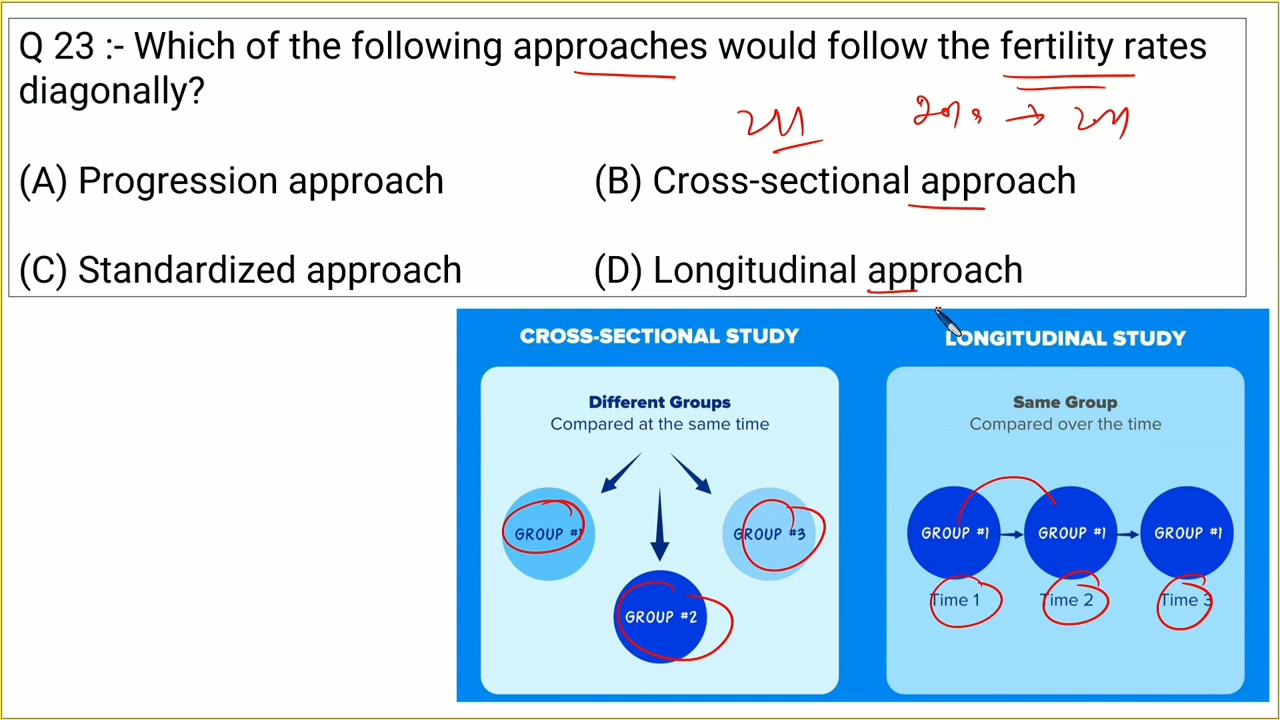 Q 23 :- Which of the following approaches would follow the fertility rates
diagonally?
(A) Progression approach
(B) Cross-sectional approach
(C) Standardized approach
(D) Longitudinal approach
CROSS-SECTIONAL STUDY
Different Groups
Compared at the same time
GROUP #1
GROUP #3
GROUP #2
LONGITUDINAL STUDY
Same Group
Compared over the time
GROUP #1
GROUP #1
GROUP #1
Time 1
Time 2
Time 3